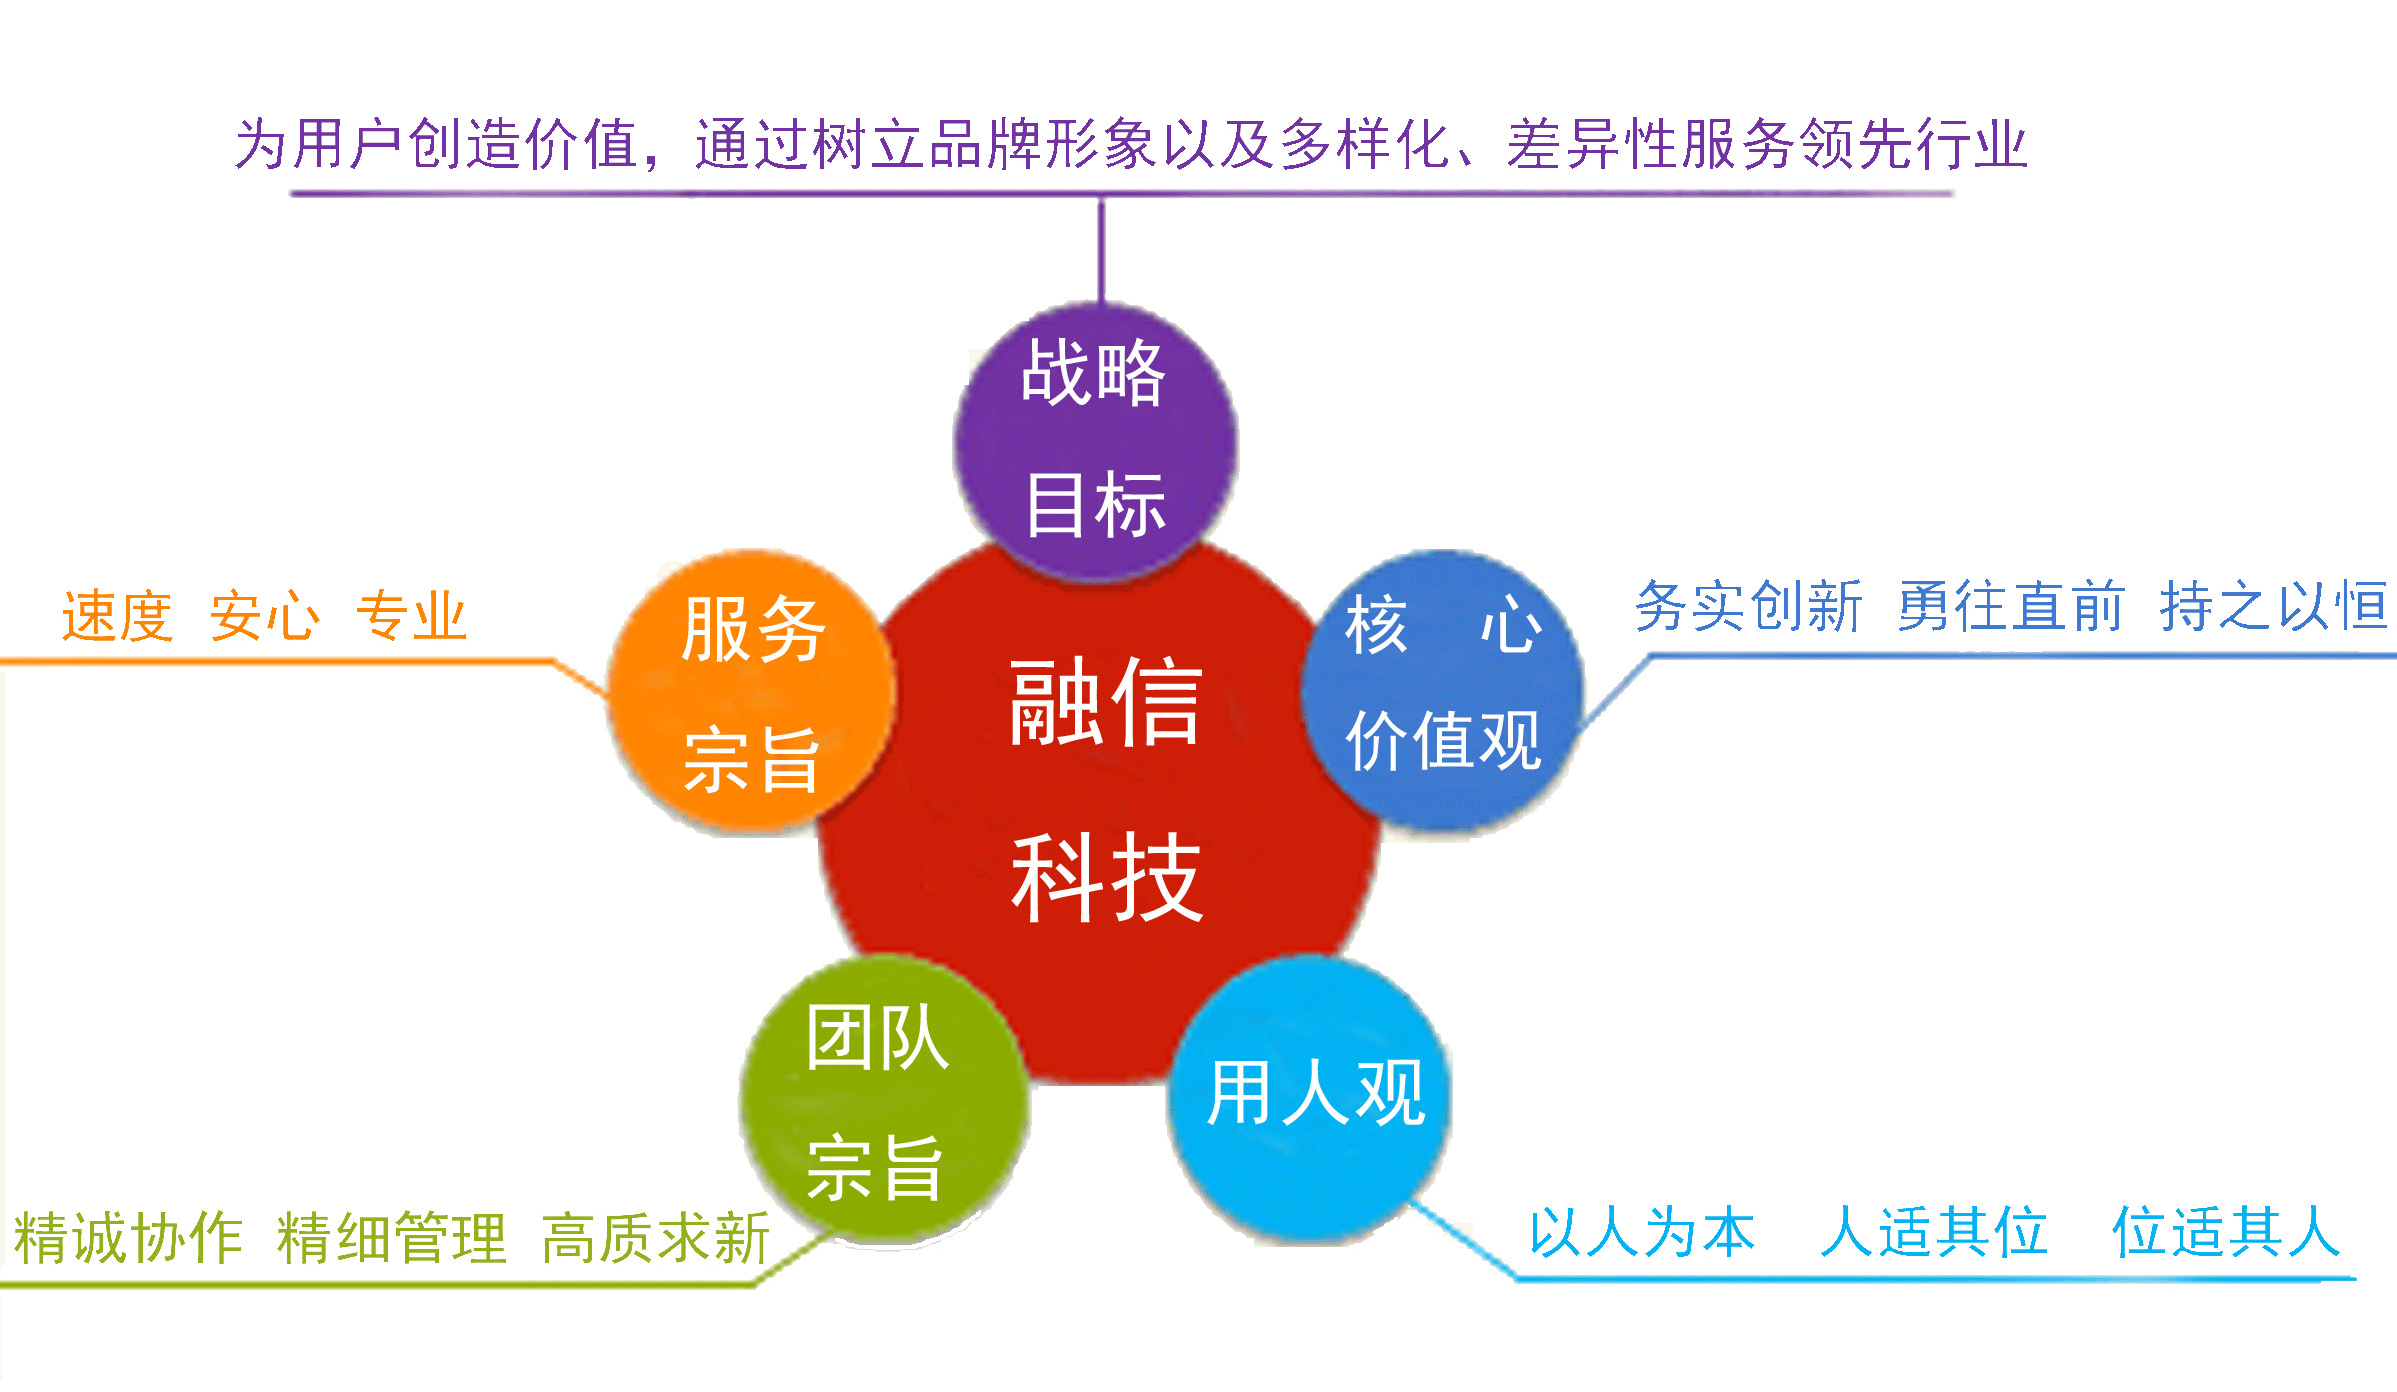 为用户创造价值，通过树立品牌形象以及多样化、差异性服务领先行业
战略
目标
速度 安心 专业
服务
宗旨
核 心
价值观
务实创新 勇往直前 持之以恒
融信
科技
团队
宗旨
用人观
精诚协作 精细管理 高质求新
以人为本 人适其位 位适其人